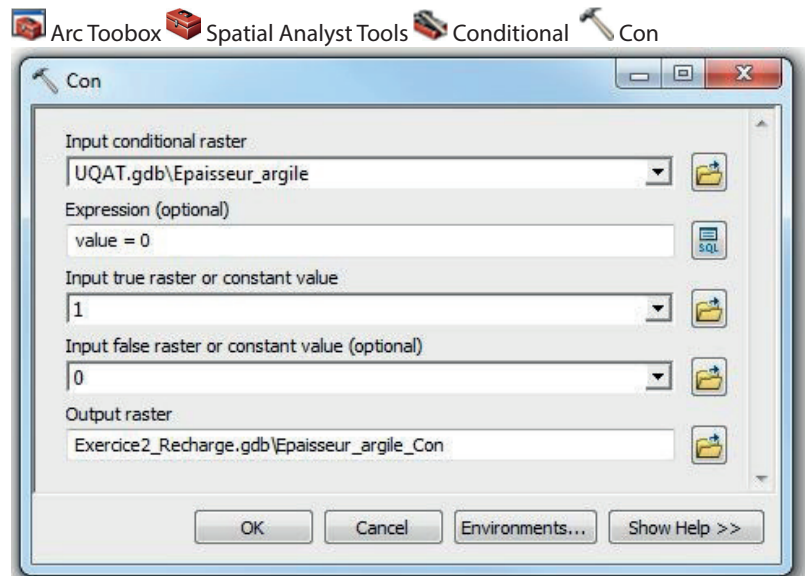 Arc Toobox Spatial Analyst Tools Conditional Con
Con
Input conditional raster
UQAT.gdb\Epaisseur_argile
Expression (optional)
value = 0
SQL
Input true raster or constant value
1
Input false raster or constant value (optional)
0
Output raster
Exercice2_Recharge.gdb\Epaisseur_argile_Con
OK Cancel Environments... Show Help >>